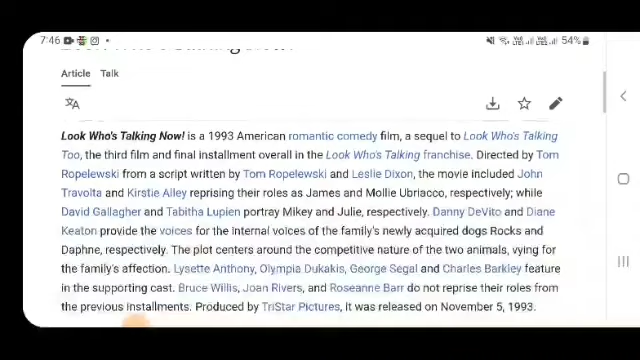 7:46 54%
Article Talk
Look Who's Talking Now! is a 1993 American romantic comedy film, a sequel to Look Who's Talking
Too, the third film and final installment overall in the Look Who's Talking franchise. Directed by Tom
Ropelewski from a script written by Tom Ropelewski and Leslie Dixon, the movie included John
Travolta and Kirstie Alley reprising their roles as James and Mollie Ubriacco, respectively; while
David Gallagher and Tabitha Lupien portray Mikey and Julie, respectively. Danny DeVito and Diane
Keaton provide the voices for the internal voices of the family's newly acquired dogs Rocks and
Daphne, respectively. The plot centers around the competitive nature of the two animals, vying for
the family's affection. Lysette Anthony, Olympia Dukakis, George Segal and Charles Barkley feature
in the supporting cast. Bruce Willis, Joan Rivers, and Roseanne Barr do not reprise their roles from
the previous installments. Produced by TriStar Pictures, it was released on November 5, 1993.